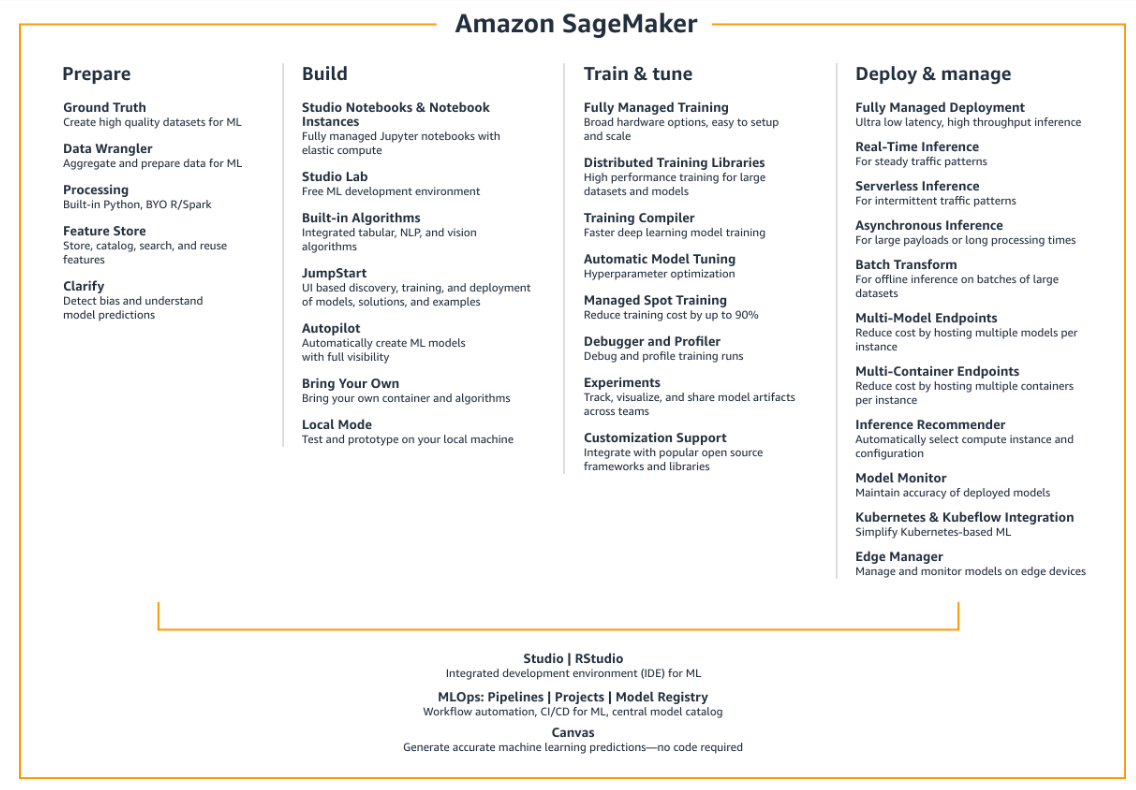 Amazon SageMaker
Prepare
Ground Truth
Create high quality datasets for ML
Data Wrangler
Aggregate and prepare data for ML
Processing
Built-in Python, BYO R/Spark
Feature Store
Store, catalog, search, and reuse
features
Clarify
Detect bias and understand
model predictions
Build
Studio Notebooks & Notebook
Instances
Fully managed Jupyter notebooks with
elastic compute
Studio Lab
Free ML development environment
Built-in Algorithms
Integrated tabular, NLP, and vision
algorithms
JumpStart
UI based discovery, training, and deployment
of models, solutions, and examples
Autopilot
Automatically create ML models
with full visibility
Bring Your Own
Bring your own container and algorithms
Local Mode
Test and prototype on your local machine
Train & tune
Fully Managed Training
Broad hardware options, easy to setup
and scale
Distributed Training Libraries
High performance training for large
datasets and models
Training Compiler
Faster deep learning model training
Automatic Model Tuning
Hyperparameter optimization
Managed Spot Training
Reduce training cost by up to 90%
Debugger and Profiler
Debug and profile training runs
Experiments
Track, visualize, and share model artifacts
across teams
Customization Support
Integrate with popular open source
frameworks and libraries
Deploy & manage
Fully Managed Deployment
Ultra low latency, high throughput inference
Real-Time Inference
For steady traffic patterns
Serverless Inference
For intermittent traffic patterns
Asynchronous Inference
For large payloads or long processing times
Batch Transform
For offline inference on batches of large
datasets
Multi-Model Endpoints
Reduce cost by hosting multiple models per
instance
Multi-Container Endpoints
Reduce cost by hosting multiple containers
per instance
Inference Recommender
Automatically select compute instance and
configuration
Model Monitor
Maintain accuracy of deployed models
Kubernetes & Kubeflow Integration
Simplify Kubernetes-based ML
Edge Manager
Manage and monitor models on edge devices
Studio | RStudio
Integrated development environment (IDE) for ML
MLOps: Pipelines | Projects | Model Registry
Workflow automation, CI/CD for ML, central model catalog
Canvas
Generate accurate machine learning predictions—no code required